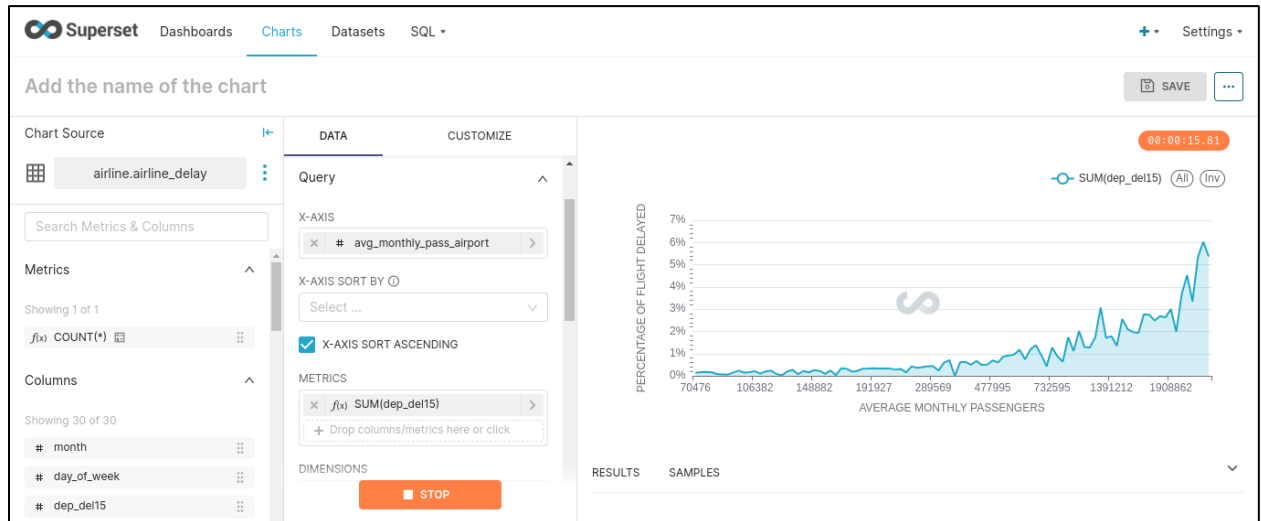 Superset Dashboards Charts Datasets SQL Settings
Add the name of the chart
SAVE
Chart Source
airline.airline_delay
Search Metrics & Columns
Metrics
Showing 1 of 1
f(x) COUNT(*)
Columns
Showing 30 of 30
# month
# day_of_week
# dep_del15
DATA CUSTOMIZE
Query
X-AXIS
# avg_monthly_pass_airport
X-AXIS SORT BY
Select ...
X-AXIS SORT ASCENDING
METRICS
f(x) SUM(dep_del15)
+ Drop columns/metrics here or click
DIMENSIONS
STOP
00:00:15.81
SUM(dep_del15) All Inv
PERCENTAGE OF FLIGHT DELAYED
7%
6%
5%
4%
3%
2%
1%
0%
70476 106382 148882 191927 289569 477995 732595 1391212 1908862
AVERAGE MONTHLY PASSENGERS
RESULTS SAMPLES